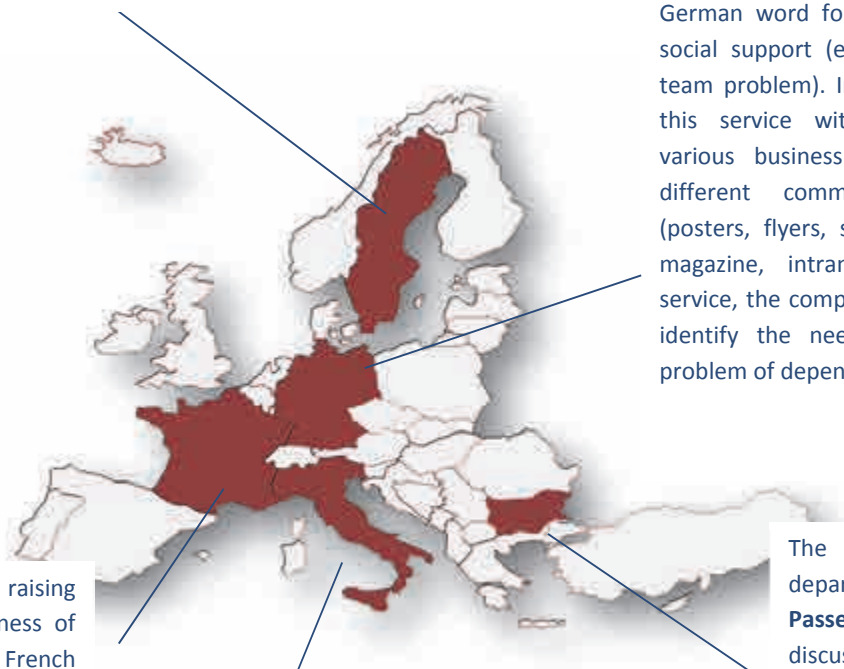 German word fo
social support (e
team problem). I
this service wit
various business
different comm
(posters, flyers, s
magazine, intran
service, the comp
identify the nee
problem of depen
raising
ness of
French
The
depar
Passe
discus